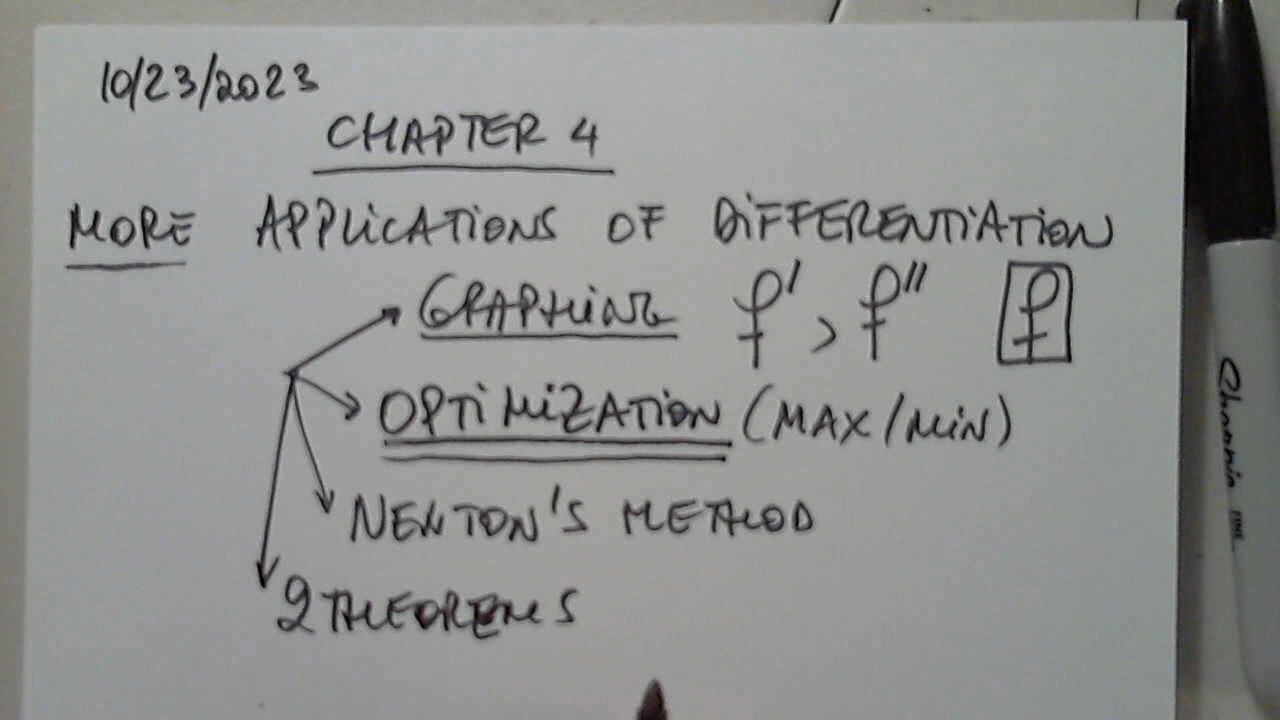 10/23/2023
CHAPTER 4
MORE APPLICATIONS OF DIFFERENTIATION
GRAPHING f', f'' f
OPTIMIZATION (MAX/MIN)
NEWTON'S METHOD
2 THEOREMS